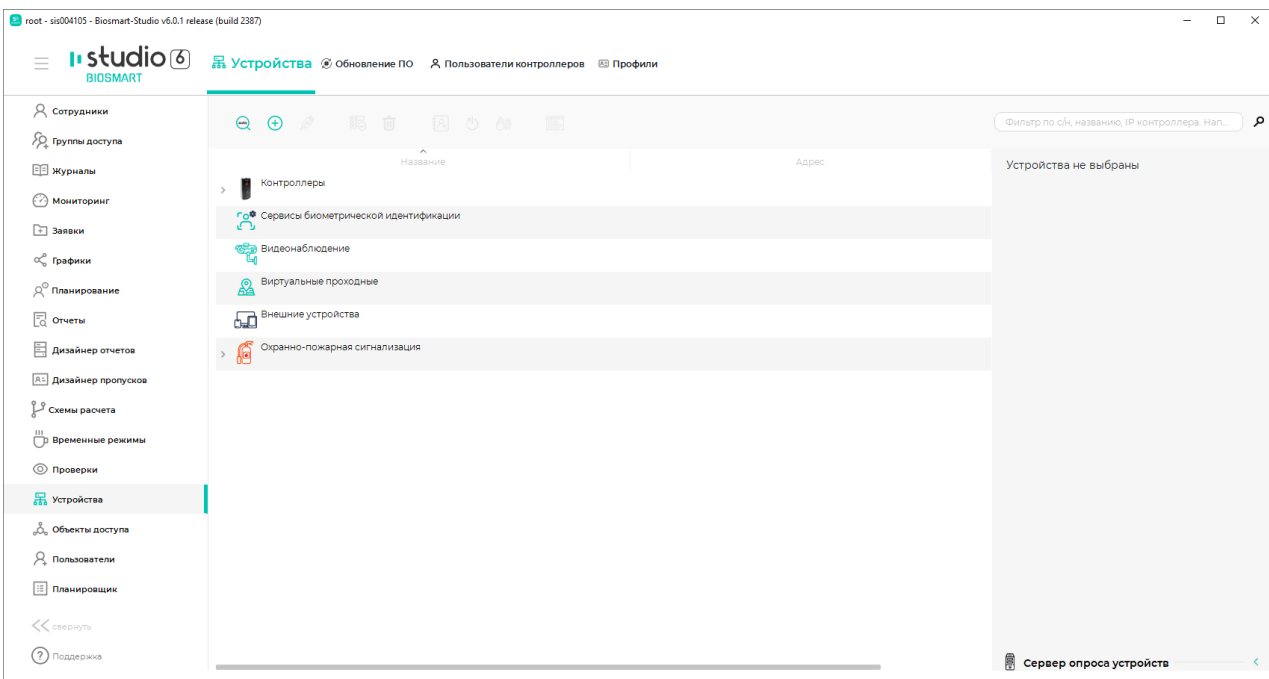 root - sis004105 - Biosmart-Studio v6.0.1 release (build 2387)
studio 6
BIOSMART
Устройства
Обновление ПО
Пользователи контроллеров
Профили
Сотрудники
Группы доступа
Журналы
Мониторинг
Заявки
Графики
Планирование
Отчеты
Дизайнер отчетов
Дизайнер пропусков
Схемы расчета
Временные режимы
Проверки
Устройства
Объекты доступа
Пользователи
Планировщик
свернуть
Поддержка
Название
Адрес
Контроллеры
Сервисы биометрической идентификации
Видеонаблюдение
Виртуальные проходные
Внешние устройства
Охранно-пожарная сигнализация
Фильтр по с/н, названию, IP контроллера. Нап...
Устройства не выбраны
Сервер опроса устройств